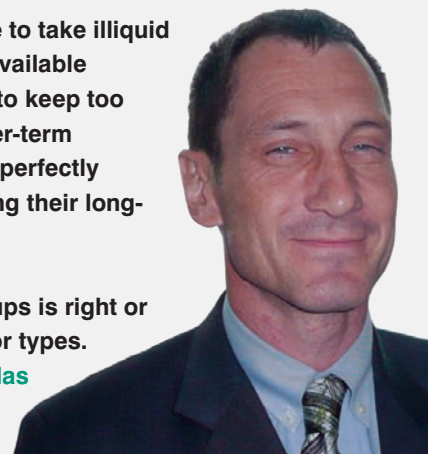 e to take illiquid
vailable
to keep too
er-term
perfectly
ng their long-
ups is right or
or types.
las